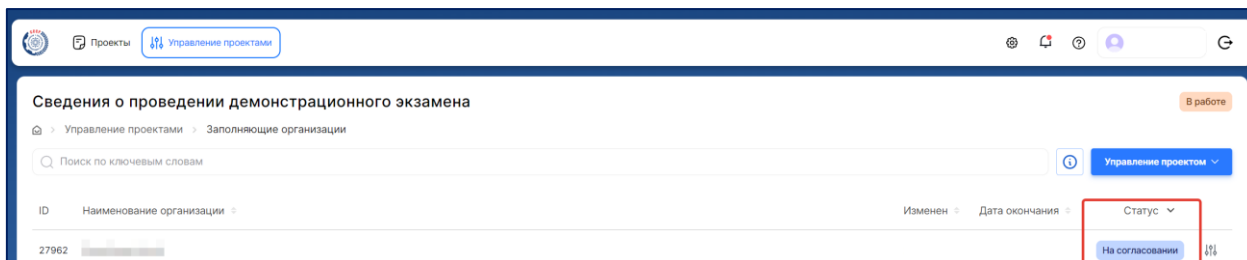 Проекты Управление проектами
Сведения о проведении демонстрационного экзамена В работе
Управление проектами > Заполняющие организации
Поиск по ключевым словам Управление проектом
ID Наименование организации Изменен Дата окончания Статус
27962 На согласовании